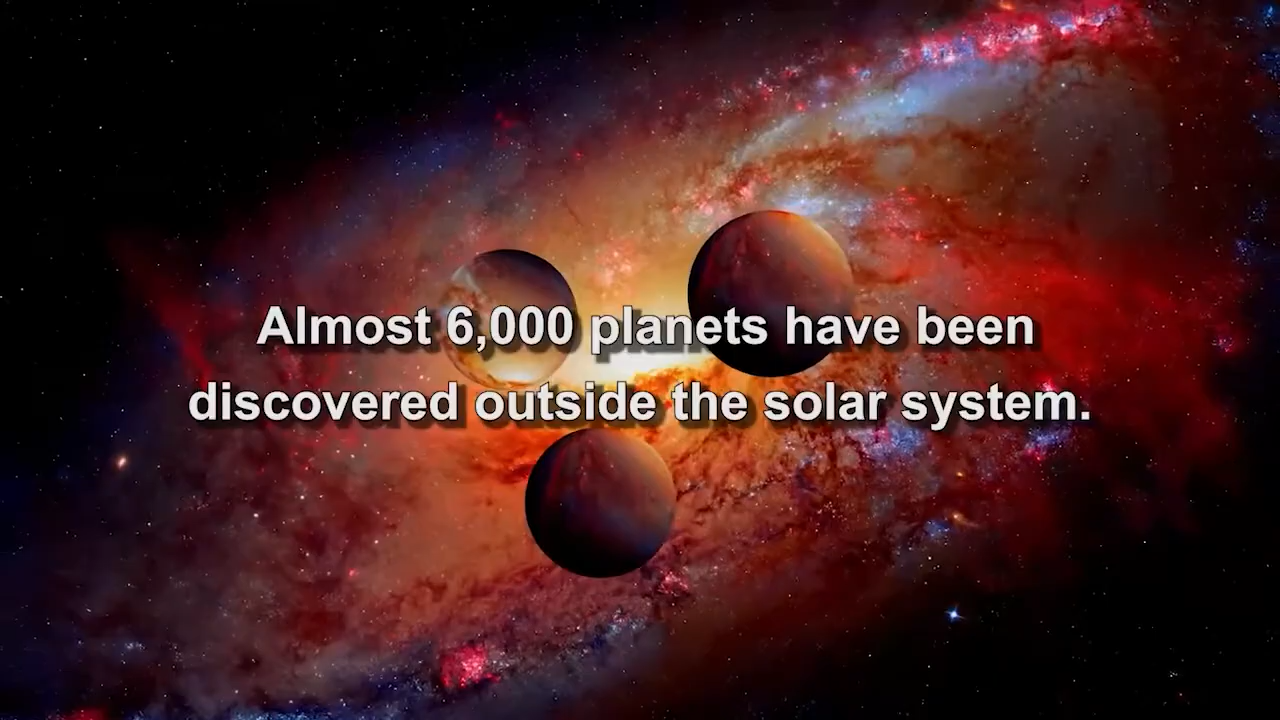 Almost 6,000 planets have been
discovered outside the solar system.